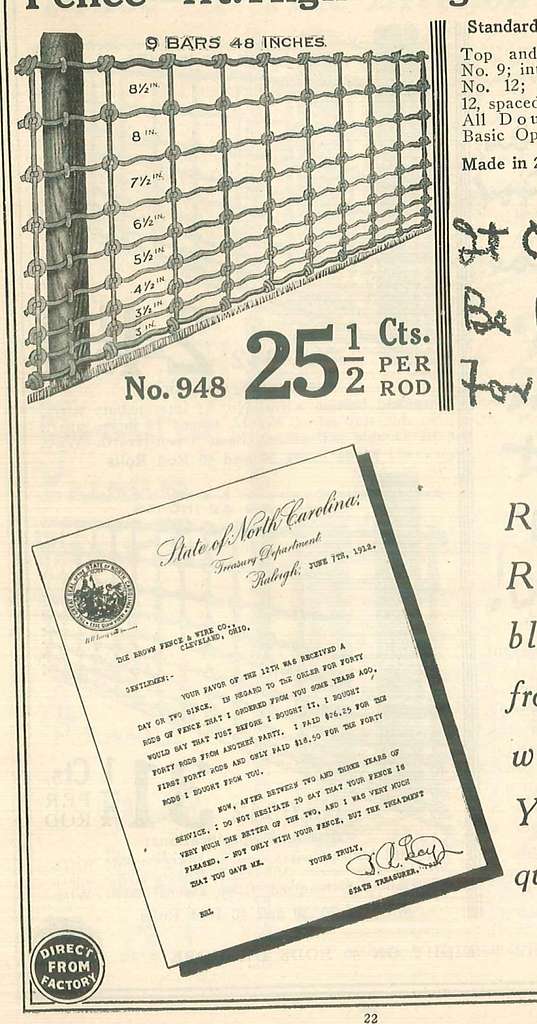 9 BARS 48 INCHES.
8½ IN.
8 IN.
7½ IN.
6½ IN.
5½ IN.
4½ IN.
3½ IN.
3 IN.
No. 948 25½ Cts. PER ROD
Standard
Top and
No. 9; in
No. 12;
12, spaced
All Dou
Basic Op
Made in 2
It
Be
For
State of North Carolina,
Treasury Department.
Raleigh, JUNE 7TH, 1912.
THE BROWN FENCE & WIRE CO.,
CLEVELAND, OHIO.
GENTLEMEN:-
YOUR FAVOR OF THE 12TH WAS RECEIVED A
DAY OR TWO SINCE. IN REGARD TO THE ORDER FOR FORTY
RODS OF FENCE THAT I ORDERED FROM YOU SOME YEARS AGO,
WOULD SAY THAT JUST BEFORE I BOUGHT IT, I BOUGHT
FORTY RODS FROM ANOTHER PARTY. I PAID $26.25 FOR THE
FIRST FORTY RODS AND ONLY PAID $18.50 FOR THE FORTY
RODS I BOUGHT FROM YOU.
NOW, AFTER BETWEEN TWO AND THREE YEARS OF
SERVICE, I DO NOT HESITATE TO SAY THAT YOUR FENCE IS
VERY MUCH THE BETTER OF THE TWO, AND I WAS VERY MUCH
PLEASED, - NOT ONLY WITH YOUR FENCE, BUT THE TREATMENT
THAT YOU GAVE ME.
YOURS TRULY,
STATE TREASURER.
R
R
bl
fro
w
Y
qu
DIRECT
FROM
FACTORY
22